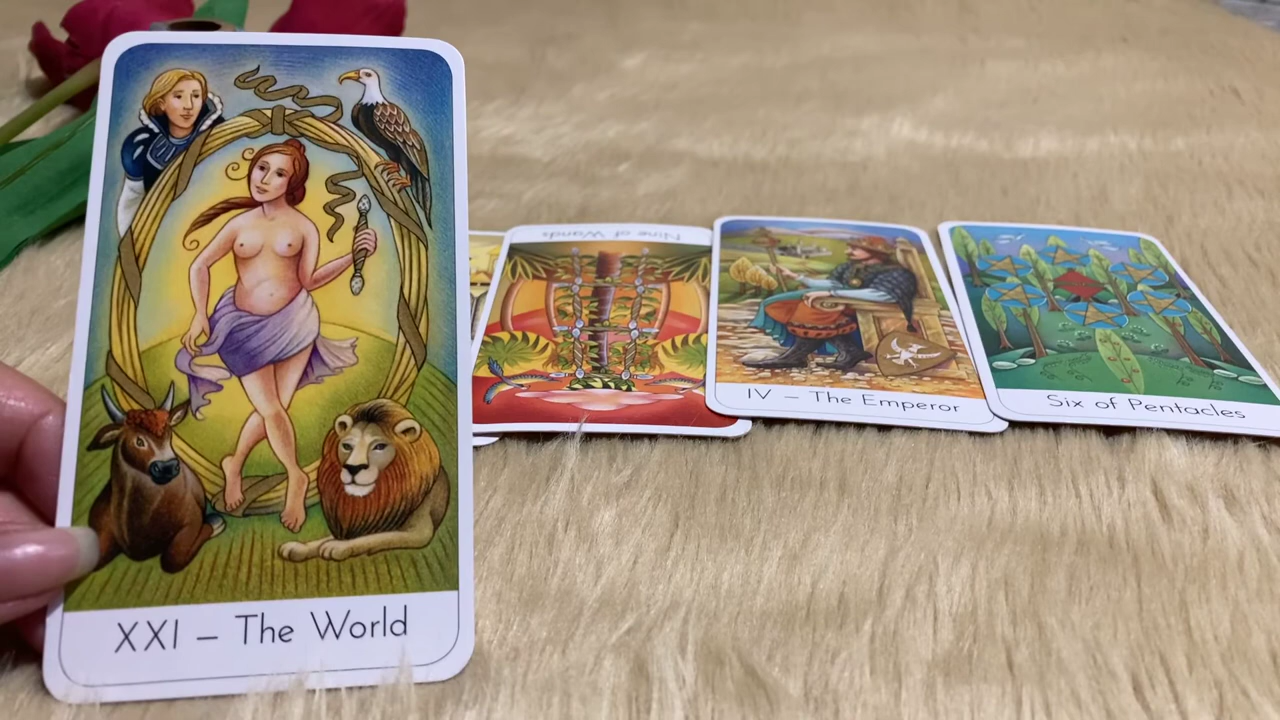 XXI – The World
Nine of Wands
IV – The Emperor
Six of Pentacles